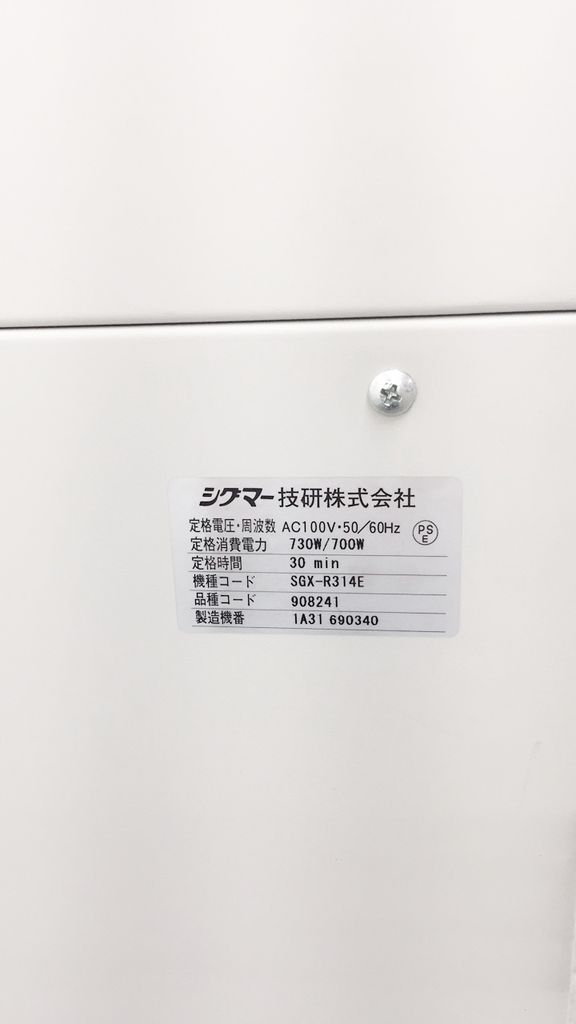 シグマー技研株式会社
定格電圧・周波数 AC100V・50/60Hz
PS
E
定格消費電力 730W/700W
定格時間 30 min
機種コード SGX-R314E
品種コード 908241
製造機番 1A31 690340